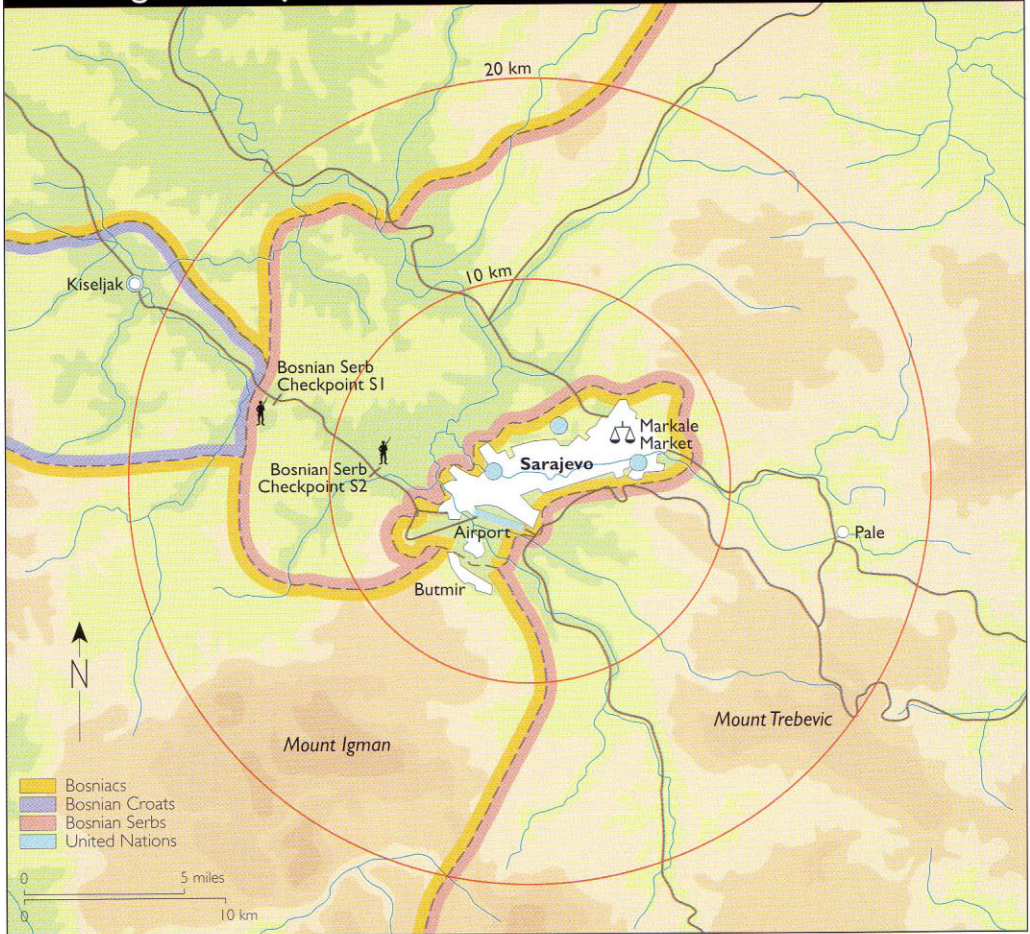 20 km
10 km
Kiseljak
Bosnian Serb
Checkpoint S1
Bosnian Serb
Checkpoint S2
Markale
Market
Sarajevo
Airport
Pale
Butmir
N
Mount Trebevic
Mount Igman
Bosniacs
Bosnian Croats
Bosnian Serbs
United Nations
0
5 miles
0
10 km